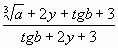 ∛a + 2y + tgb + 3
tgb + 2y + 3